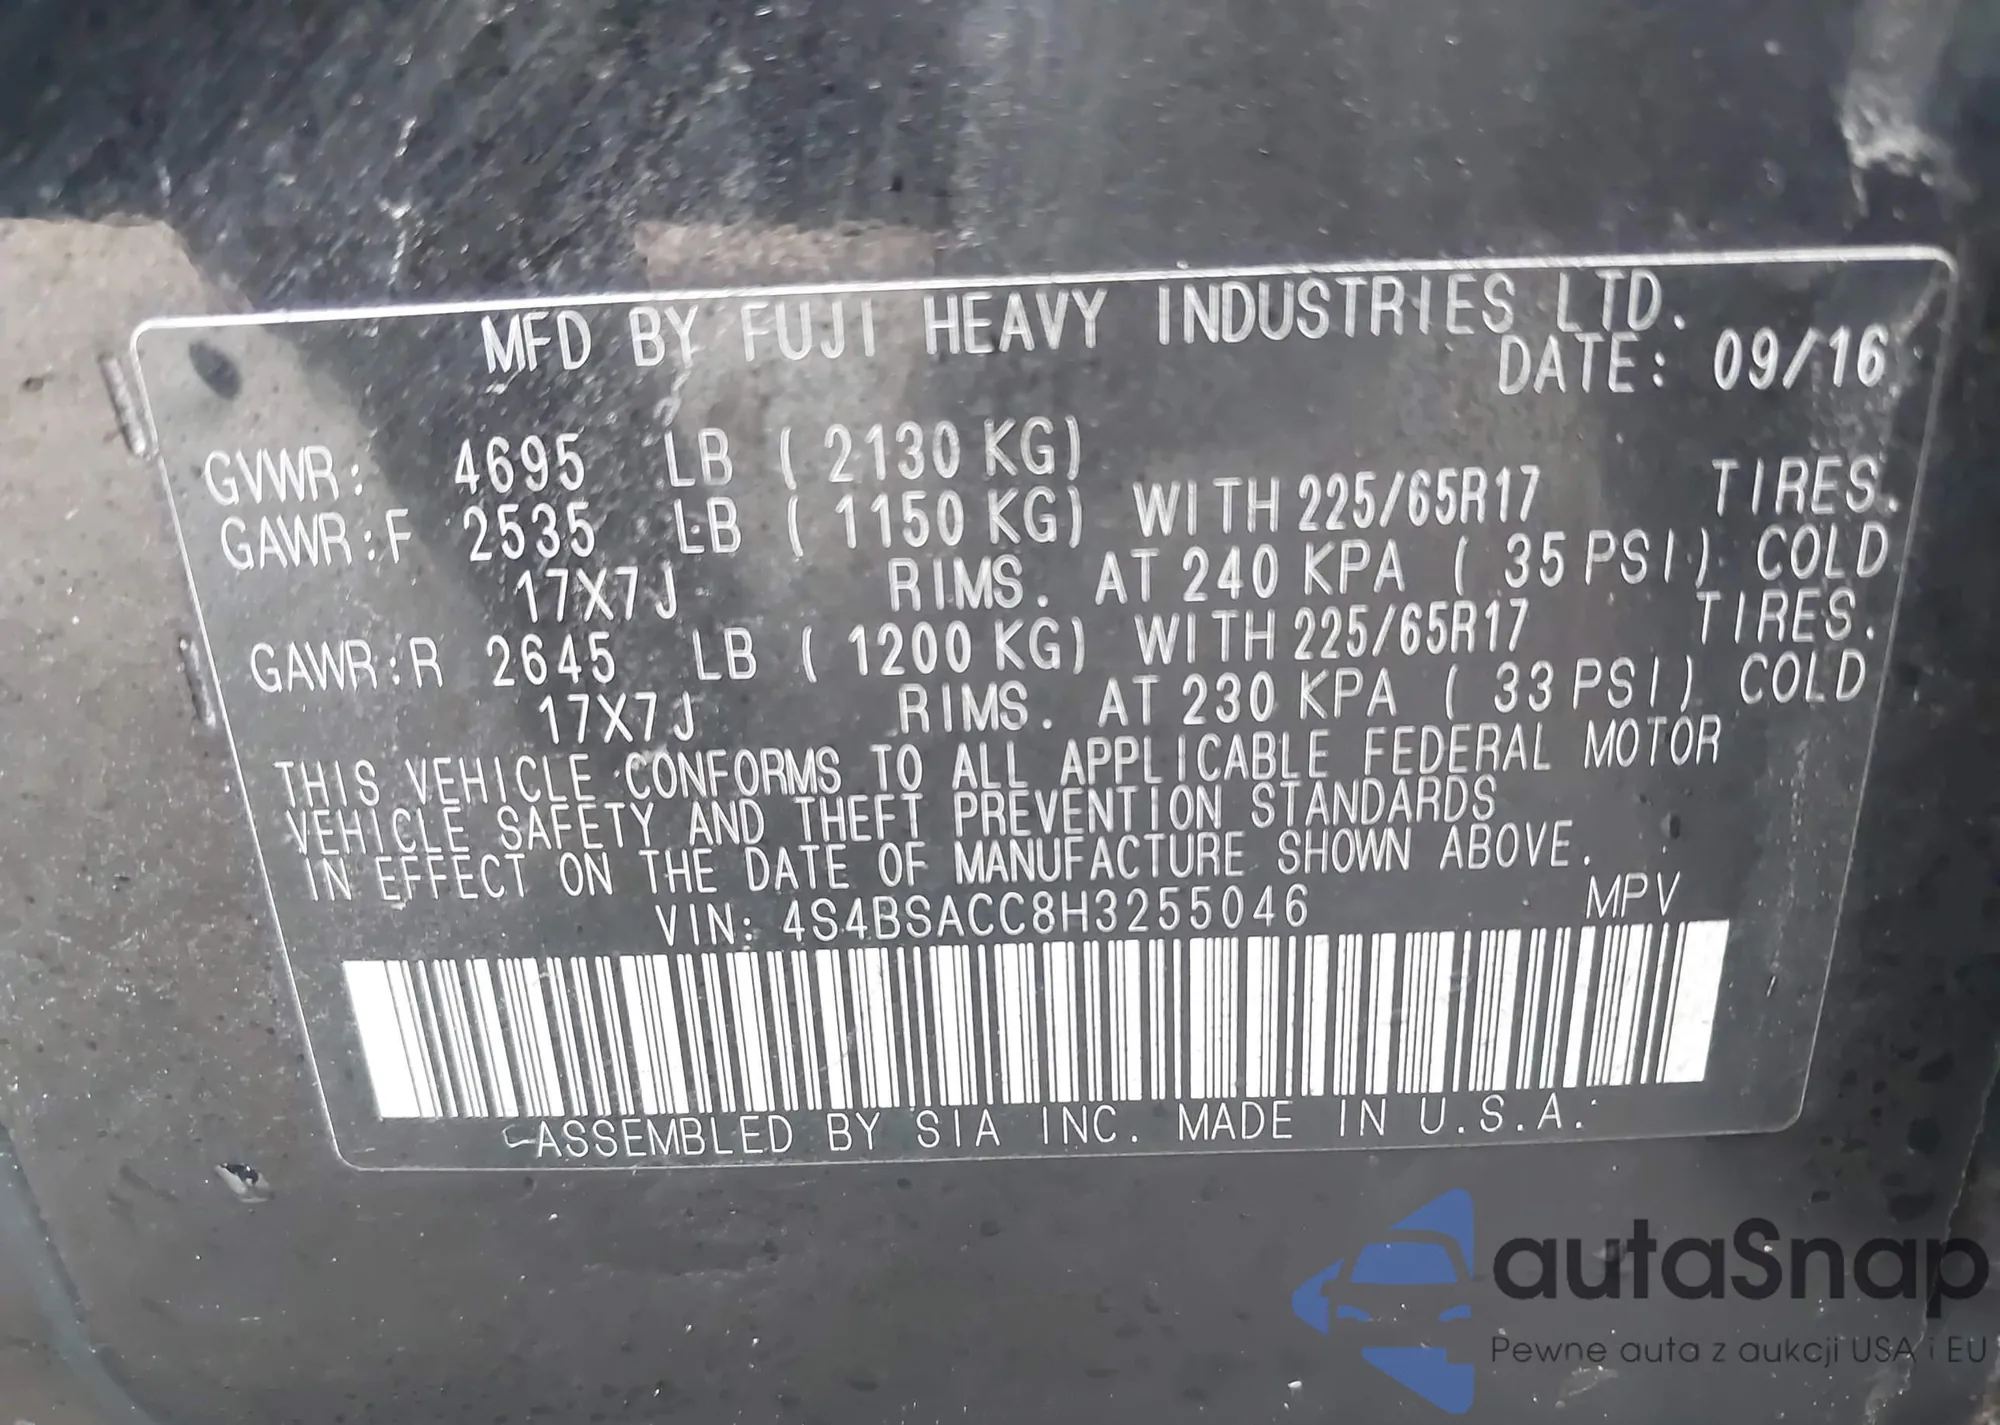 MFD BY FUJI HEAVY INDUSTRIES LTD.
DATE: 09/16
GVWR: 4695 LB ( 2130 KG)
GAWR:F 2535 LB ( 1150 KG) WITH 225/65R17 TIRES.
17X7J RIMS. AT 240 KPA ( 35 PSI) COLD
GAWR:R 2645 LB ( 1200 KG) WITH 225/65R17 TIRES.
17X7J RIMS. AT 230 KPA ( 33 PSI) COLD
THIS VEHICLE CONFORMS TO ALL APPLICABLE FEDERAL MOTOR
VEHICLE SAFETY AND THEFT PREVENTION STANDARDS
IN EFFECT ON THE DATE OF MANUFACTURE SHOWN ABOVE.
VIN: 4S4BSACC8H3255046 MPV
ASSEMBLED BY SIA INC. MADE IN U.S.A.
autaSnap
Pewne auta z aukcji USA i EU